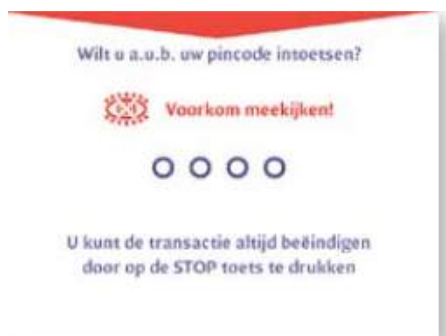 Wilt u a.u.b. uw pincode intoetsen?
Voorkom meekijken!
U kunt de transactie altijd beëindigen
door op de STOP toets te drukken